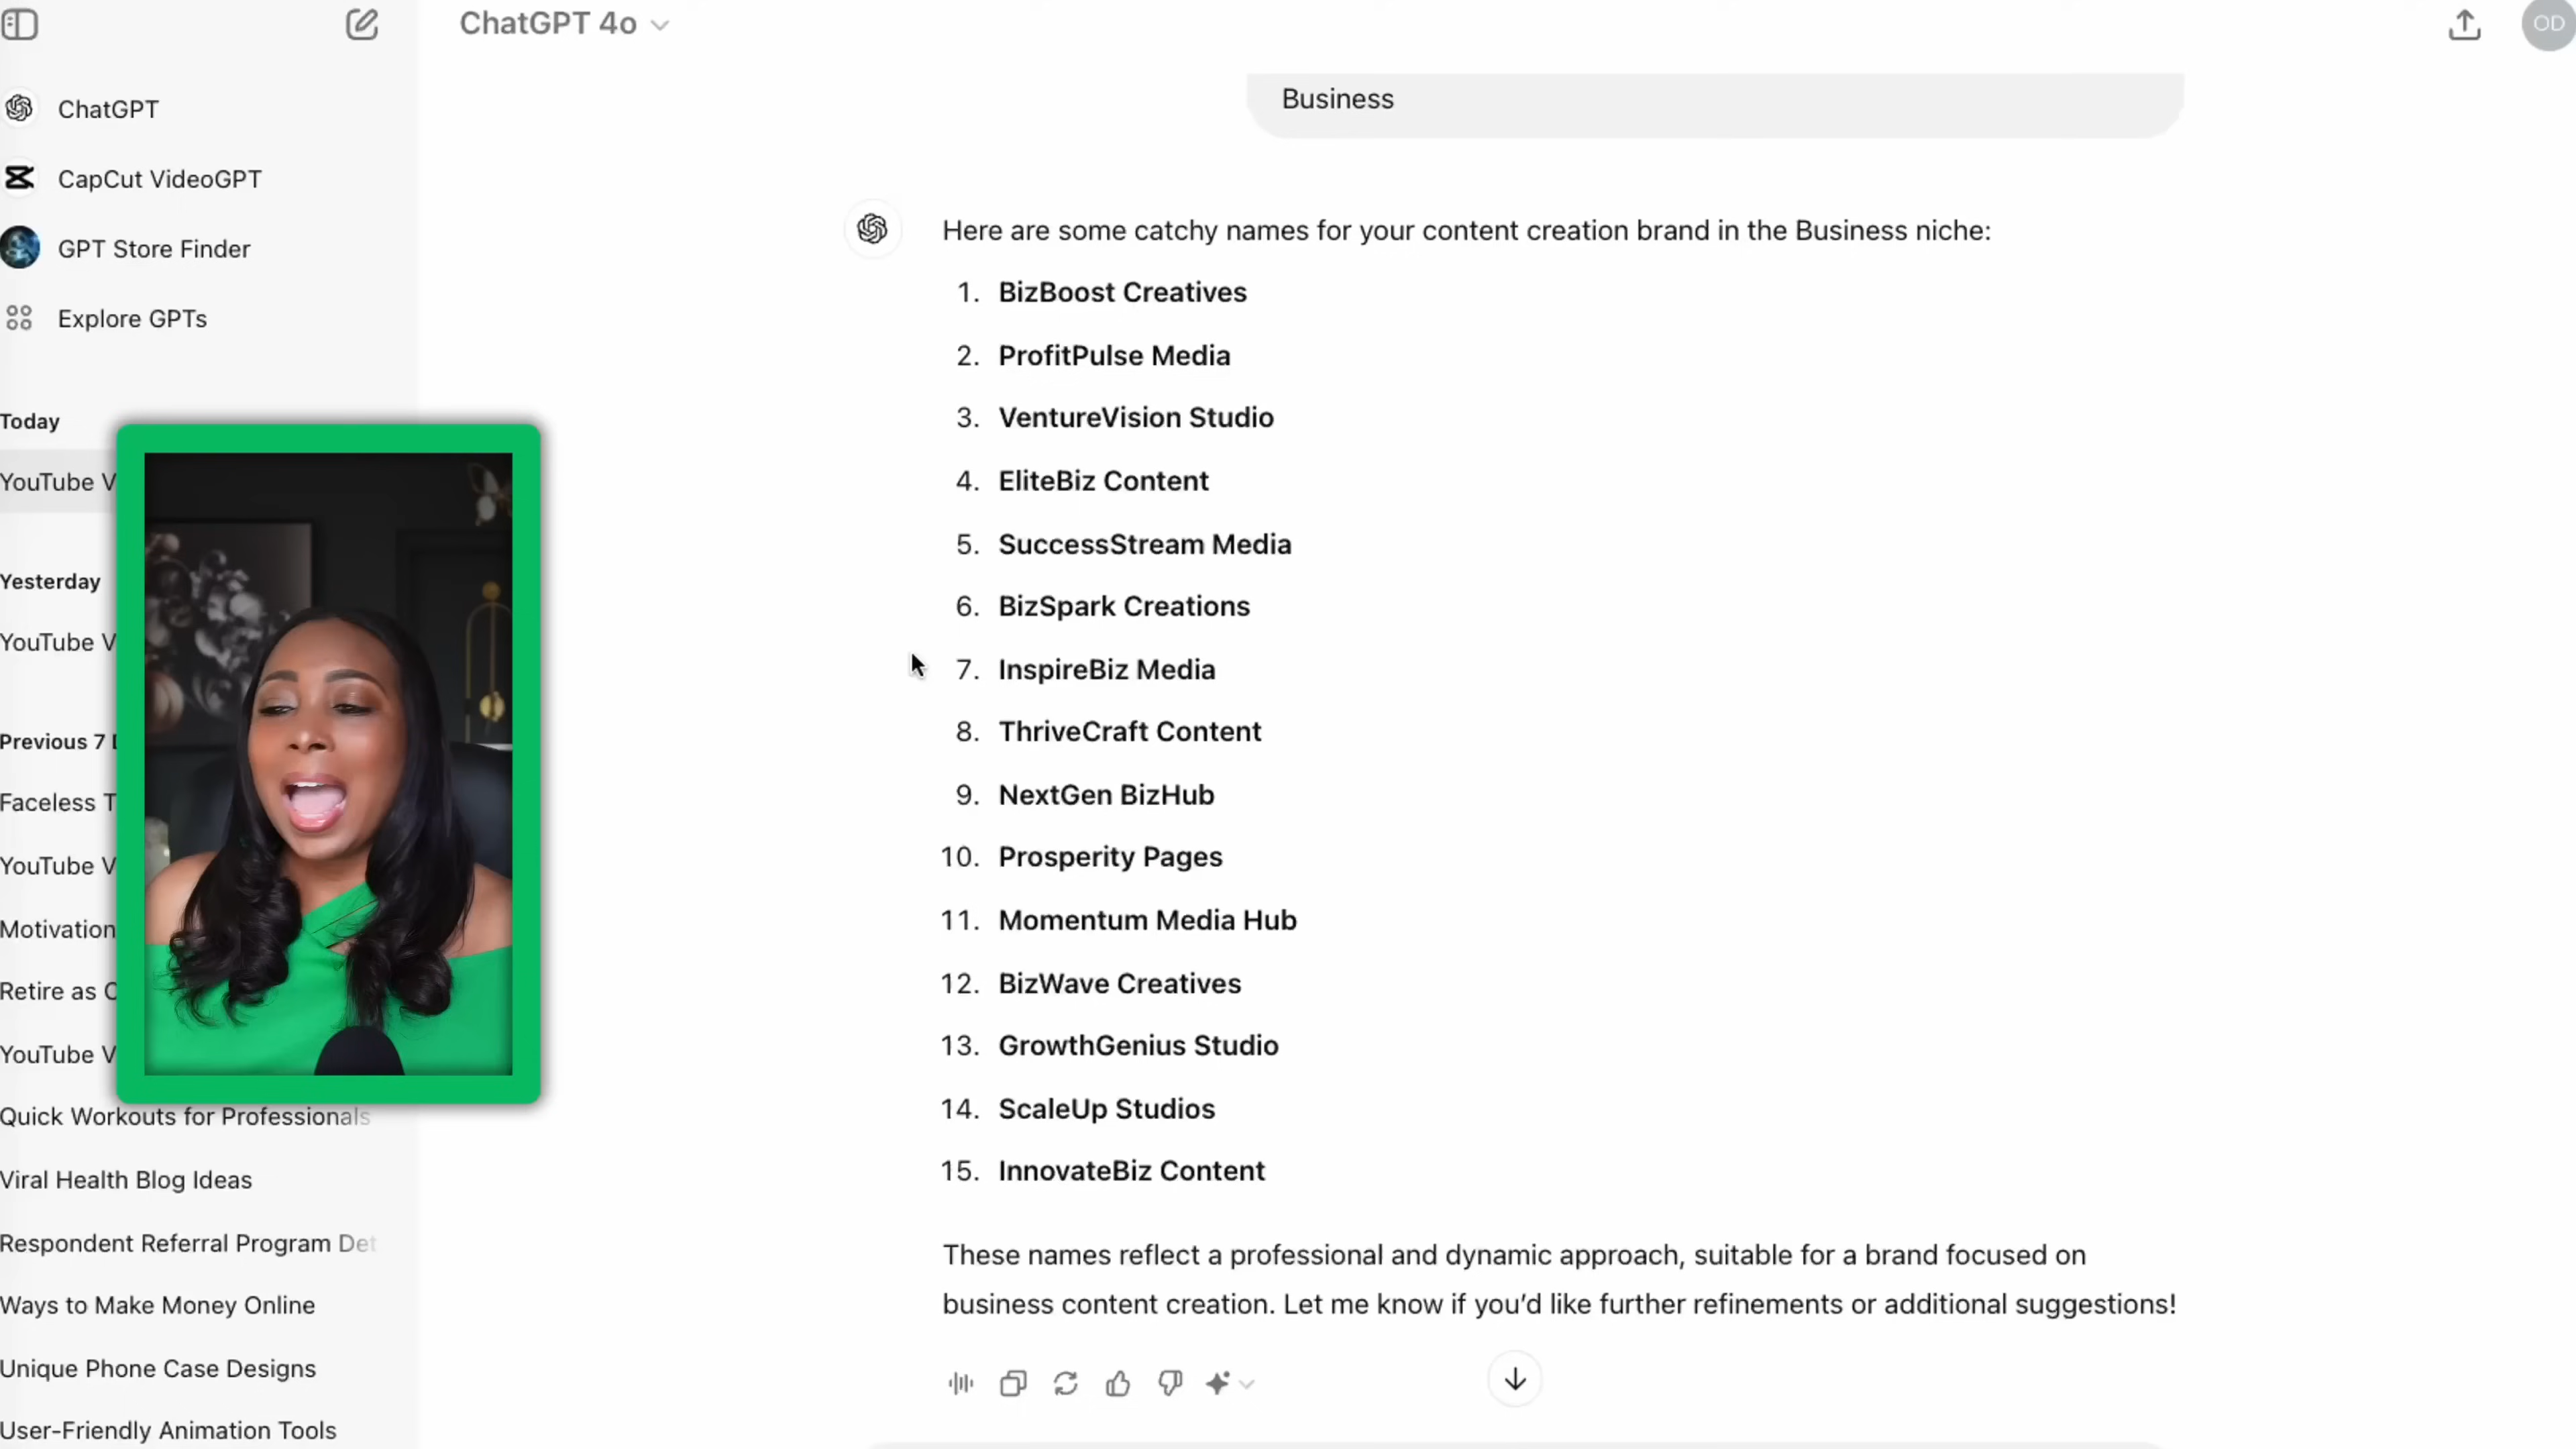 ChatGPT 4o
OD
ChatGPT
CapCut VideoGPT
GPT Store Finder
Explore GPTs
Today
YouTube V
Yesterday
YouTube V
Previous 7
Faceless T
YouTube V
Motivation
Retire as
YouTube V
Quick Workouts for Professionals
Viral Health Blog Ideas
Respondent Referral Program Det
Ways to Make Money Online
Unique Phone Case Designs
User-Friendly Animation Tools
Business
Here are some catchy names for your content creation brand in the Business niche:
1. BizBoost Creatives
2. ProfitPulse Media
3. VentureVision Studio
4. EliteBiz Content
5. SuccessStream Media
6. BizSpark Creations
7. InspireBiz Media
8. ThriveCraft Content
9. NextGen BizHub
10. Prosperity Pages
11. Momentum Media Hub
12. BizWave Creatives
13. GrowthGenius Studio
14. ScaleUp Studios
15. InnovateBiz Content
These names reflect a professional and dynamic approach, suitable for a brand focused on
business content creation. Let me know if you’d like further refinements or additional suggestions!